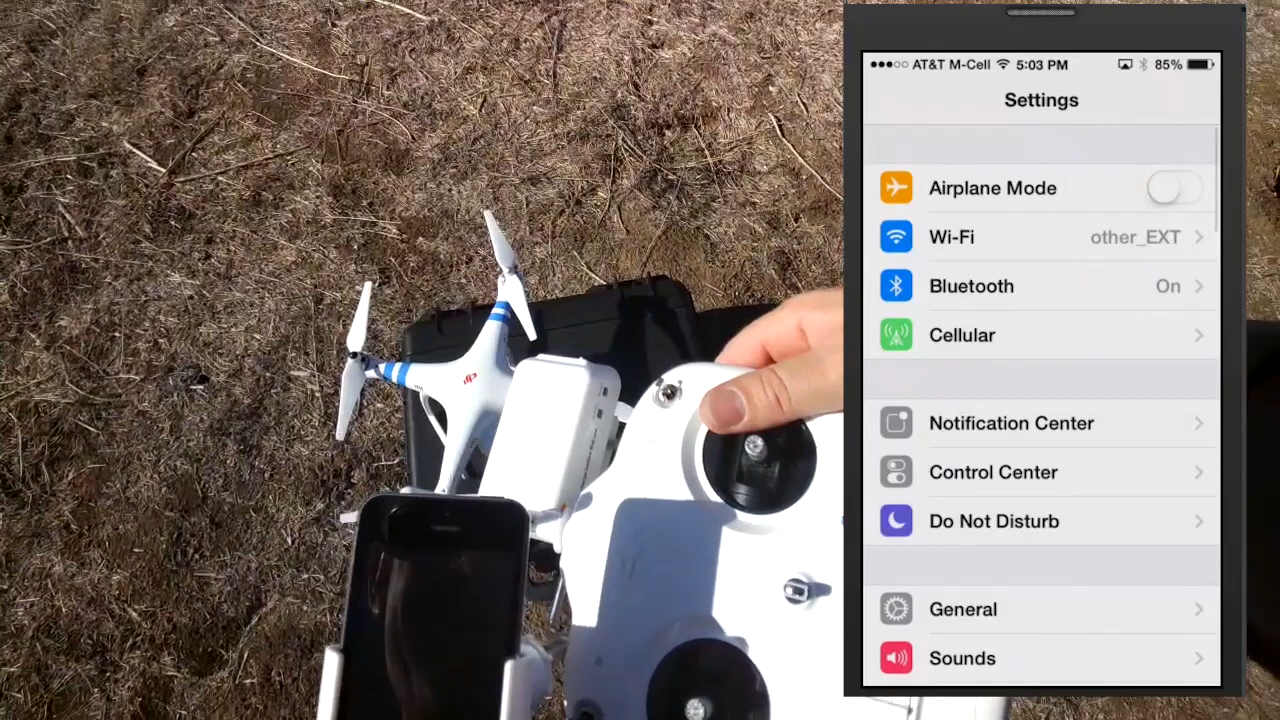 AT&T M-Cell 5:03 PM 85%
Settings
Airplane Mode
Wi-Fi other_EXT
Bluetooth On
Cellular
Notification Center
Control Center
Do Not Disturb
General
Sounds
dji